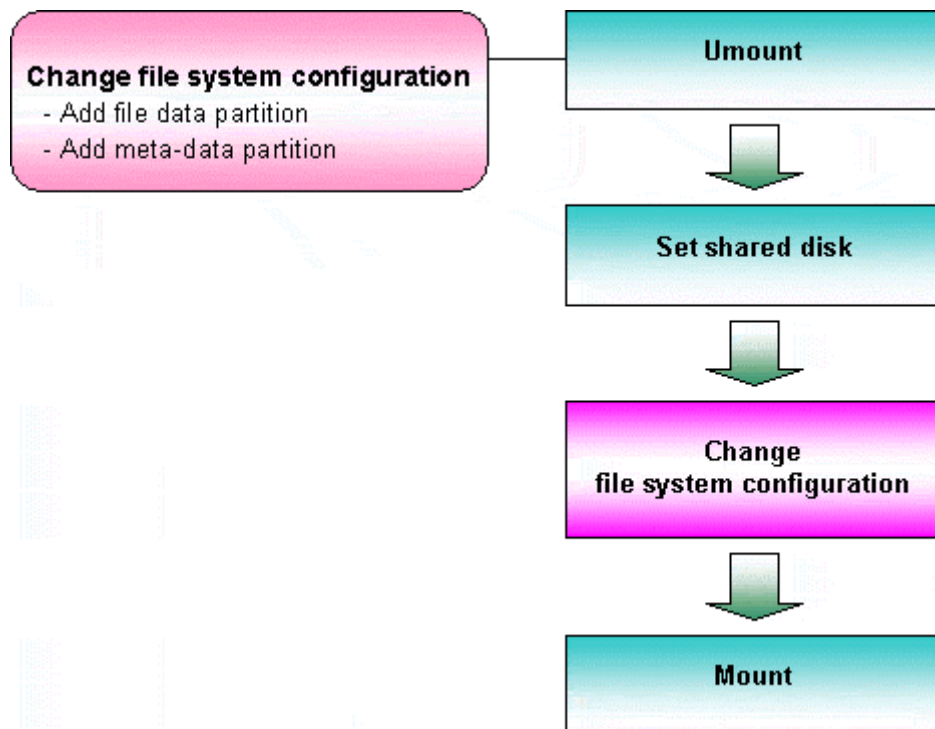 Change file system configuration
- Add file data partition
- Add meta-data partition
Umount
Set shared disk
Change
file system configuration
Mount